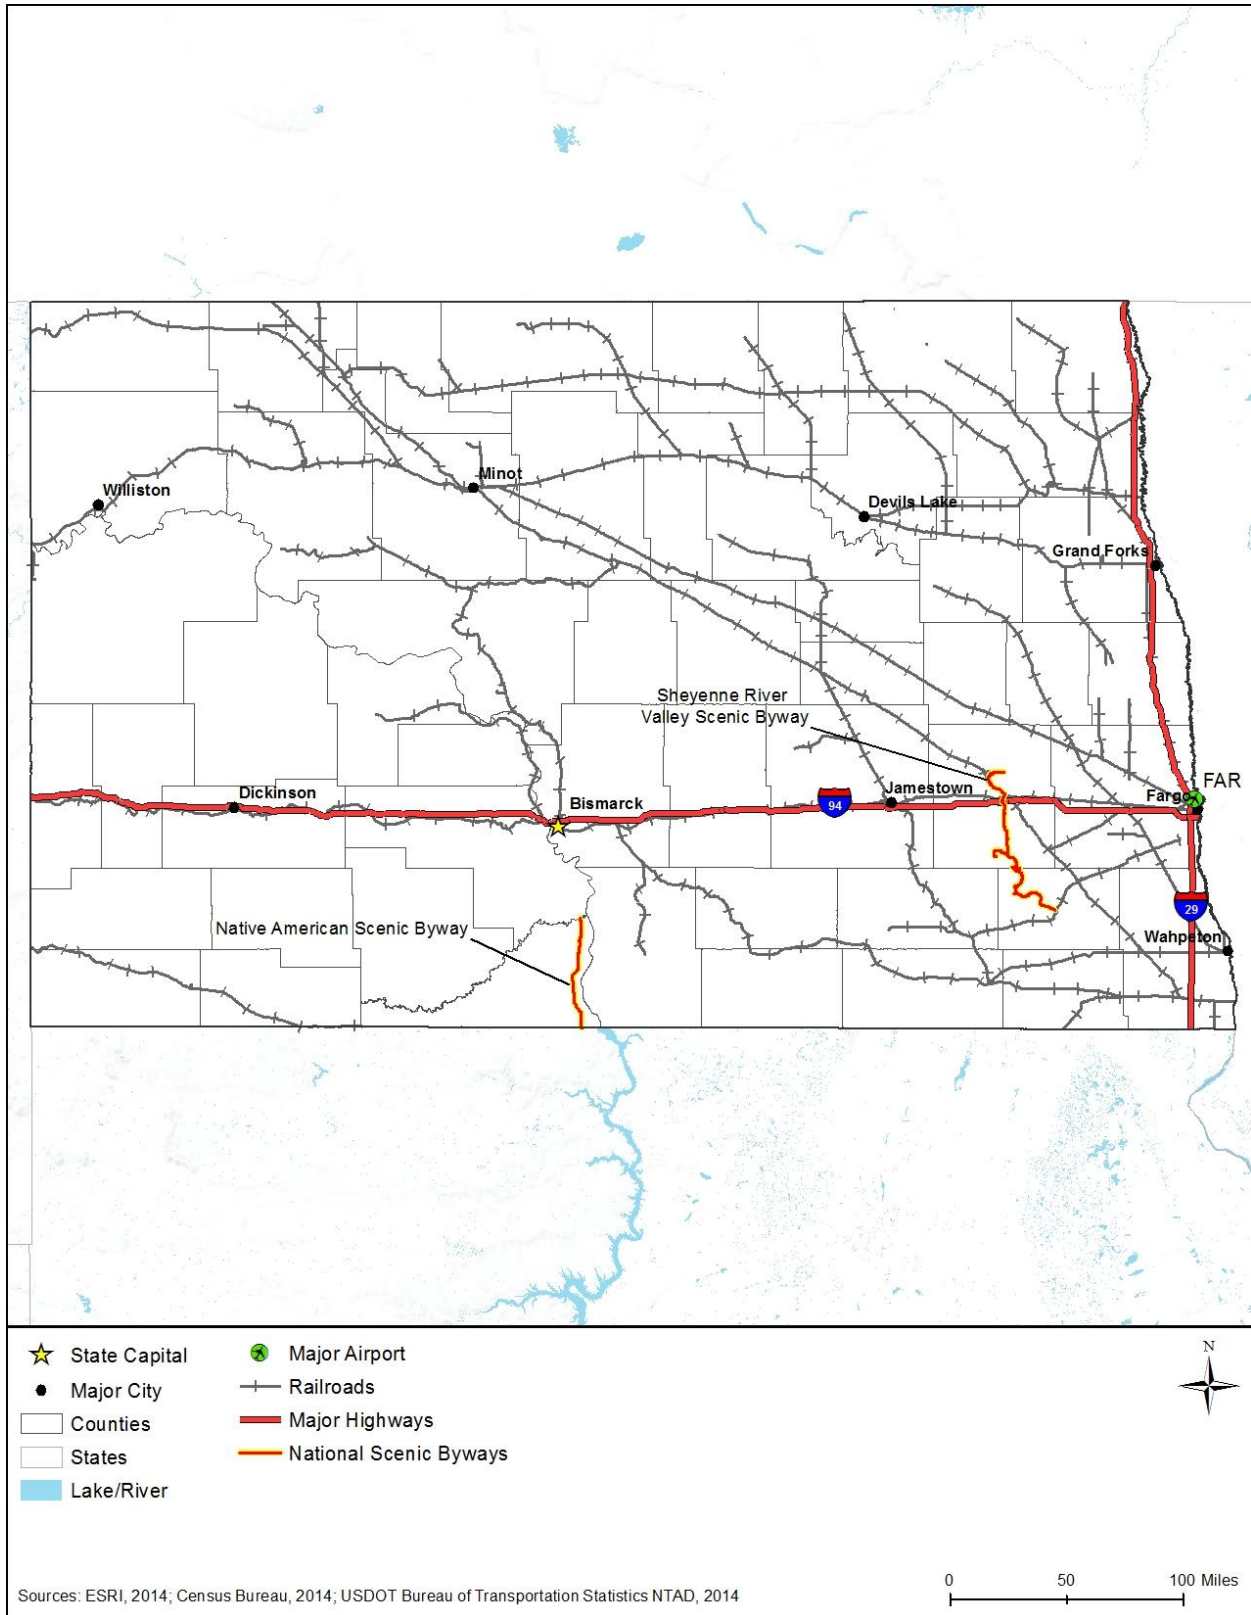 Minot
Williston
Devils Lake
Grand Forks
Sheyenne River
Valley Scenic Byway
FAR
Dickinson
Jamestown
Fargo
Bismarck
94
29
Native American Scenic Byway
Wahpeton
State Capital
Major City
Counties
States
Lake/River
Major Airport
Railroads
Major Highways
National Scenic Byways
N
Sources: ESRI, 2014; Census Bureau, 2014; USDOT Bureau of Transportation Statistics NTAD, 2014
0 50 100 Miles